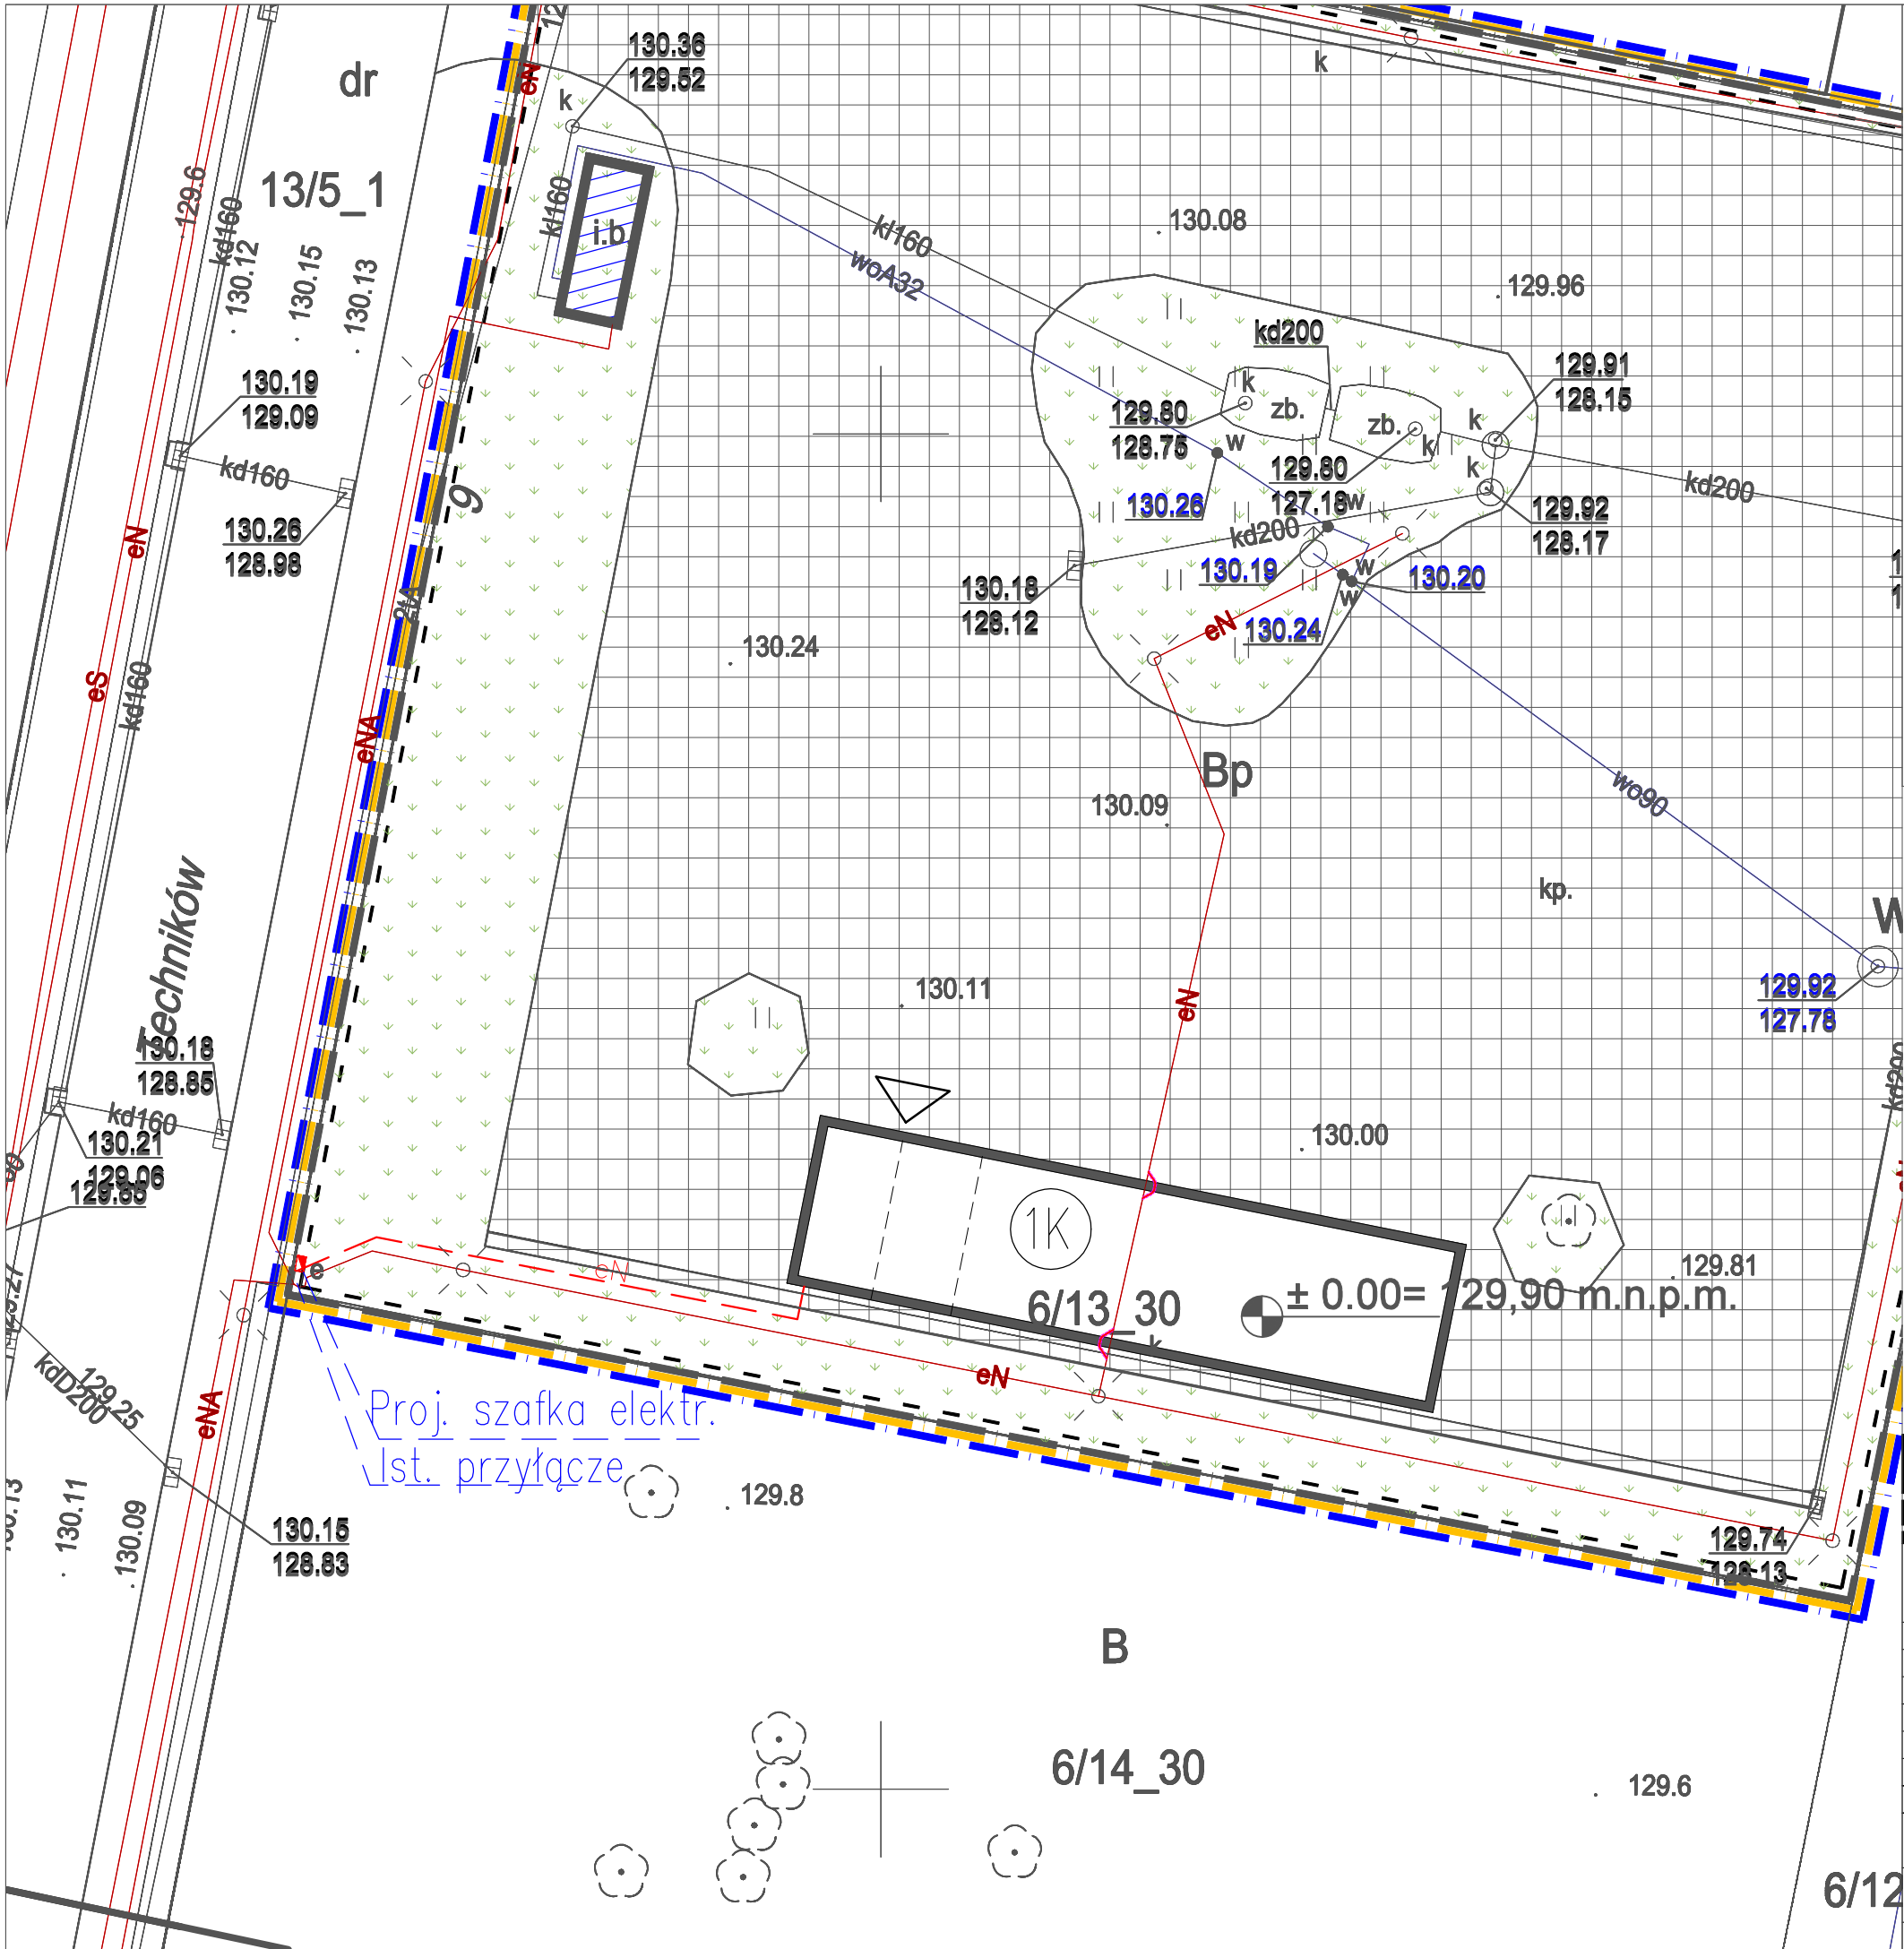 dr
13/5_1
12
eN
k
130.36
129.52
k
129.6
kd160
130.12
130.15
130.13
kl160
i.b
kl160
woA32
130.08
129.96
kd200
130.19
129.09
kd160
130.26
128.98
9
129.80
128.75
k
zb.
zb.
k
k
k
129.91
128.15
w
129.80
127.18
w
130.26
kd200
kd200
129.92
128.17
130.19
w
130.20
w
130.18
128.12
eN
130.24
130.24
eN
eS
kd160
eNA
Bp
130.09
wo90
kp.
W
129.92
127.78
Techników
130.11
eN
kd200
130.18
128.85
kd160
130.21
129.06
129.85
130.00
1K
129.81
e
eN
6/13_30
± 0.00= 129,90 m.n.p.m.
k
eN
kdD200
129.25
eNA
Proj. szafka elektr.
Ist. przyłącze
129.8
130.11
130.09
130.15
128.83
129.74
128.13
B
6/14_30
129.6
6/12